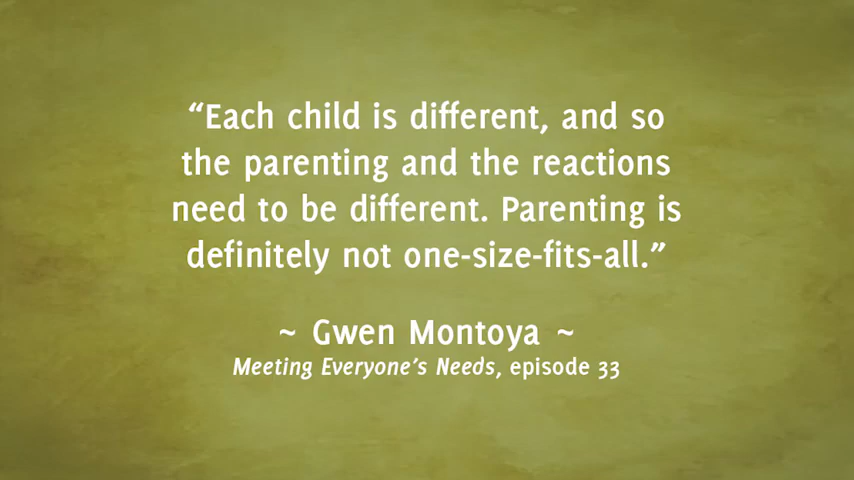 “Each child is different, and so
the parenting and the reactions
need to be different. Parenting is
definitely not one-size-fits-all.”
~ Gwen Montoya ~
Meeting Everyone’s Needs, episode 33